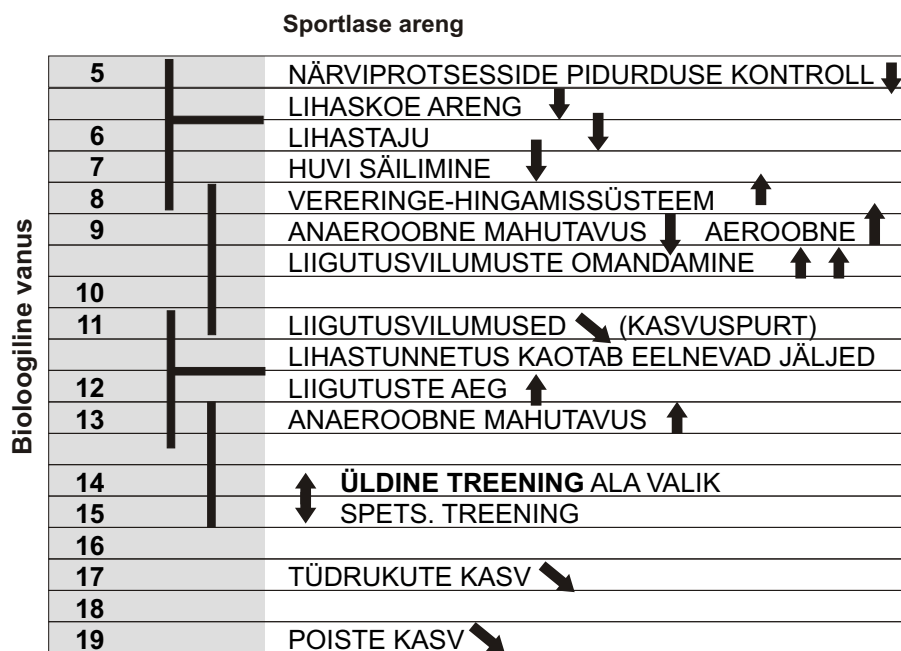 Sportlase areng
Bioloogiline vanus
5 NÄRVIPROTSESSIDE PIDURDUSE KONTROLL
LIHASKOE ARENG
6 LIHASTAJU
7 HUVI SÄILIMINE
8 VERERINGE-HINGAMISSÜSTEEM
9 ANAEROOBNE MAHUTAVUS AEROOBNE
LIIGUTUSVILUMUSTE OMANDAMINE
10
11 LIIGUTUSVILUMUSED (KASVUSPURT)
LIHASTUNNETUS KAOTAB EELNEVAD JÄLJED
12 LIIGUTUSTE AEG
13 ANAEROOBNE MAHUTAVUS
14 ÜLDINE TREENING ALA VALIK
15 SPETS. TREENING
16
17 TÜDRUKUTE KASV
18
19 POISTE KASV